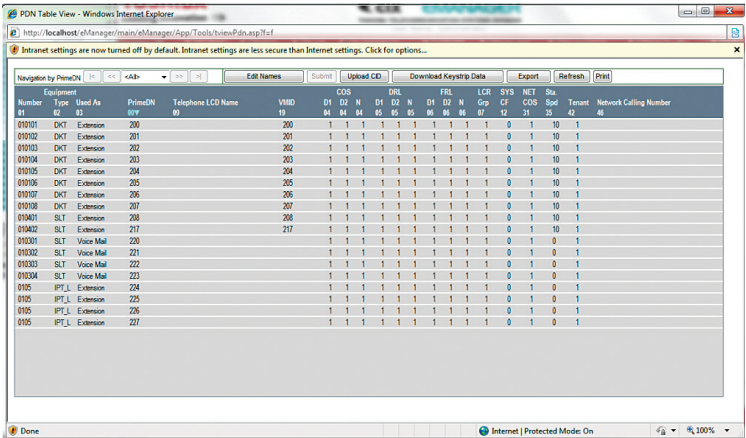 PDN Table View - Windows Internet Explorer
http://localhost/eManager/main/eManager/App/Tools/tviewPdn.asp?f=f
Intranet settings are now turned off by default. Intranet settings are less secure than Internet settings. Click for options...
Navigation by PrimeDN |< << <All> >> >| Edit Names Submit Upload CID Download Keystrip Data Export Refresh Print
Equipment COS DRL FRL LCR SYS NET Sta.
Number Type Used As PrimeDN Telephone LCD Name VMID D1 D2 N D1 D2 N D1 D2 N Grp CF COS Spd Tenant Network Calling Number
01 02 03 00▼ 09 19 04 04 04 05 05 05 06 06 06 07 12 31 35 42 46
010101 DKT Extension 200 200 1 1 1 1 1 1 1 1 1 1 0 1 10 1
010102 DKT Extension 201 201 1 1 1 1 1 1 1 1 1 1 0 1 10 1
010103 DKT Extension 202 202 1 1 1 1 1 1 1 1 1 1 0 1 10 1
010104 DKT Extension 203 203 1 1 1 1 1 1 1 1 1 1 0 1 10 1
010105 DKT Extension 204 204 1 1 1 1 1 1 1 1 1 1 0 1 10 1
010106 DKT Extension 205 205 1 1 1 1 1 1 1 1 1 1 0 1 10 1
010107 DKT Extension 206 206 1 1 1 1 1 1 1 1 1 1 0 1 10 1
010108 DKT Extension 207 207 1 1 1 1 1 1 1 1 1 1 0 1 10 1
010401 SLT Extension 208 208 1 1 1 1 1 1 1 1 1 1 0 1 10 1
010402 SLT Extension 217 217 1 1 1 1 1 1 1 1 1 1 0 1 10 1
010301 SLT Voice Mail 220 1 1 1 1 1 1 1 1 1 1 0 1 0 1
010302 SLT Voice Mail 221 1 1 1 1 1 1 1 1 1 1 0 1 0 1
010303 SLT Voice Mail 222 1 1 1 1 1 1 1 1 1 1 0 1 0 1
010304 SLT Voice Mail 223 1 1 1 1 1 1 1 1 1 1 0 1 0 1
0105 IPT_L Extension 224 1 1 1 1 1 1 1 1 1 1 0 1 0 1
0105 IPT_L Extension 225 1 1 1 1 1 1 1 1 1 1 0 1 0 1
0105 IPT_L Extension 226 1 1 1 1 1 1 1 1 1 1 0 1 0 1
0105 IPT_L Extension 227 1 1 1 1 1 1 1 1 1 1 0 1 0 1
Done Internet | Protected Mode: On 100%